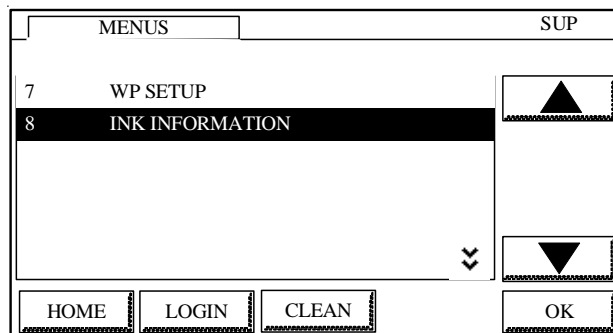 MENUS SUP
7 WP SETUP
8 INK INFORMATION
HOME LOGIN CLEAN OK